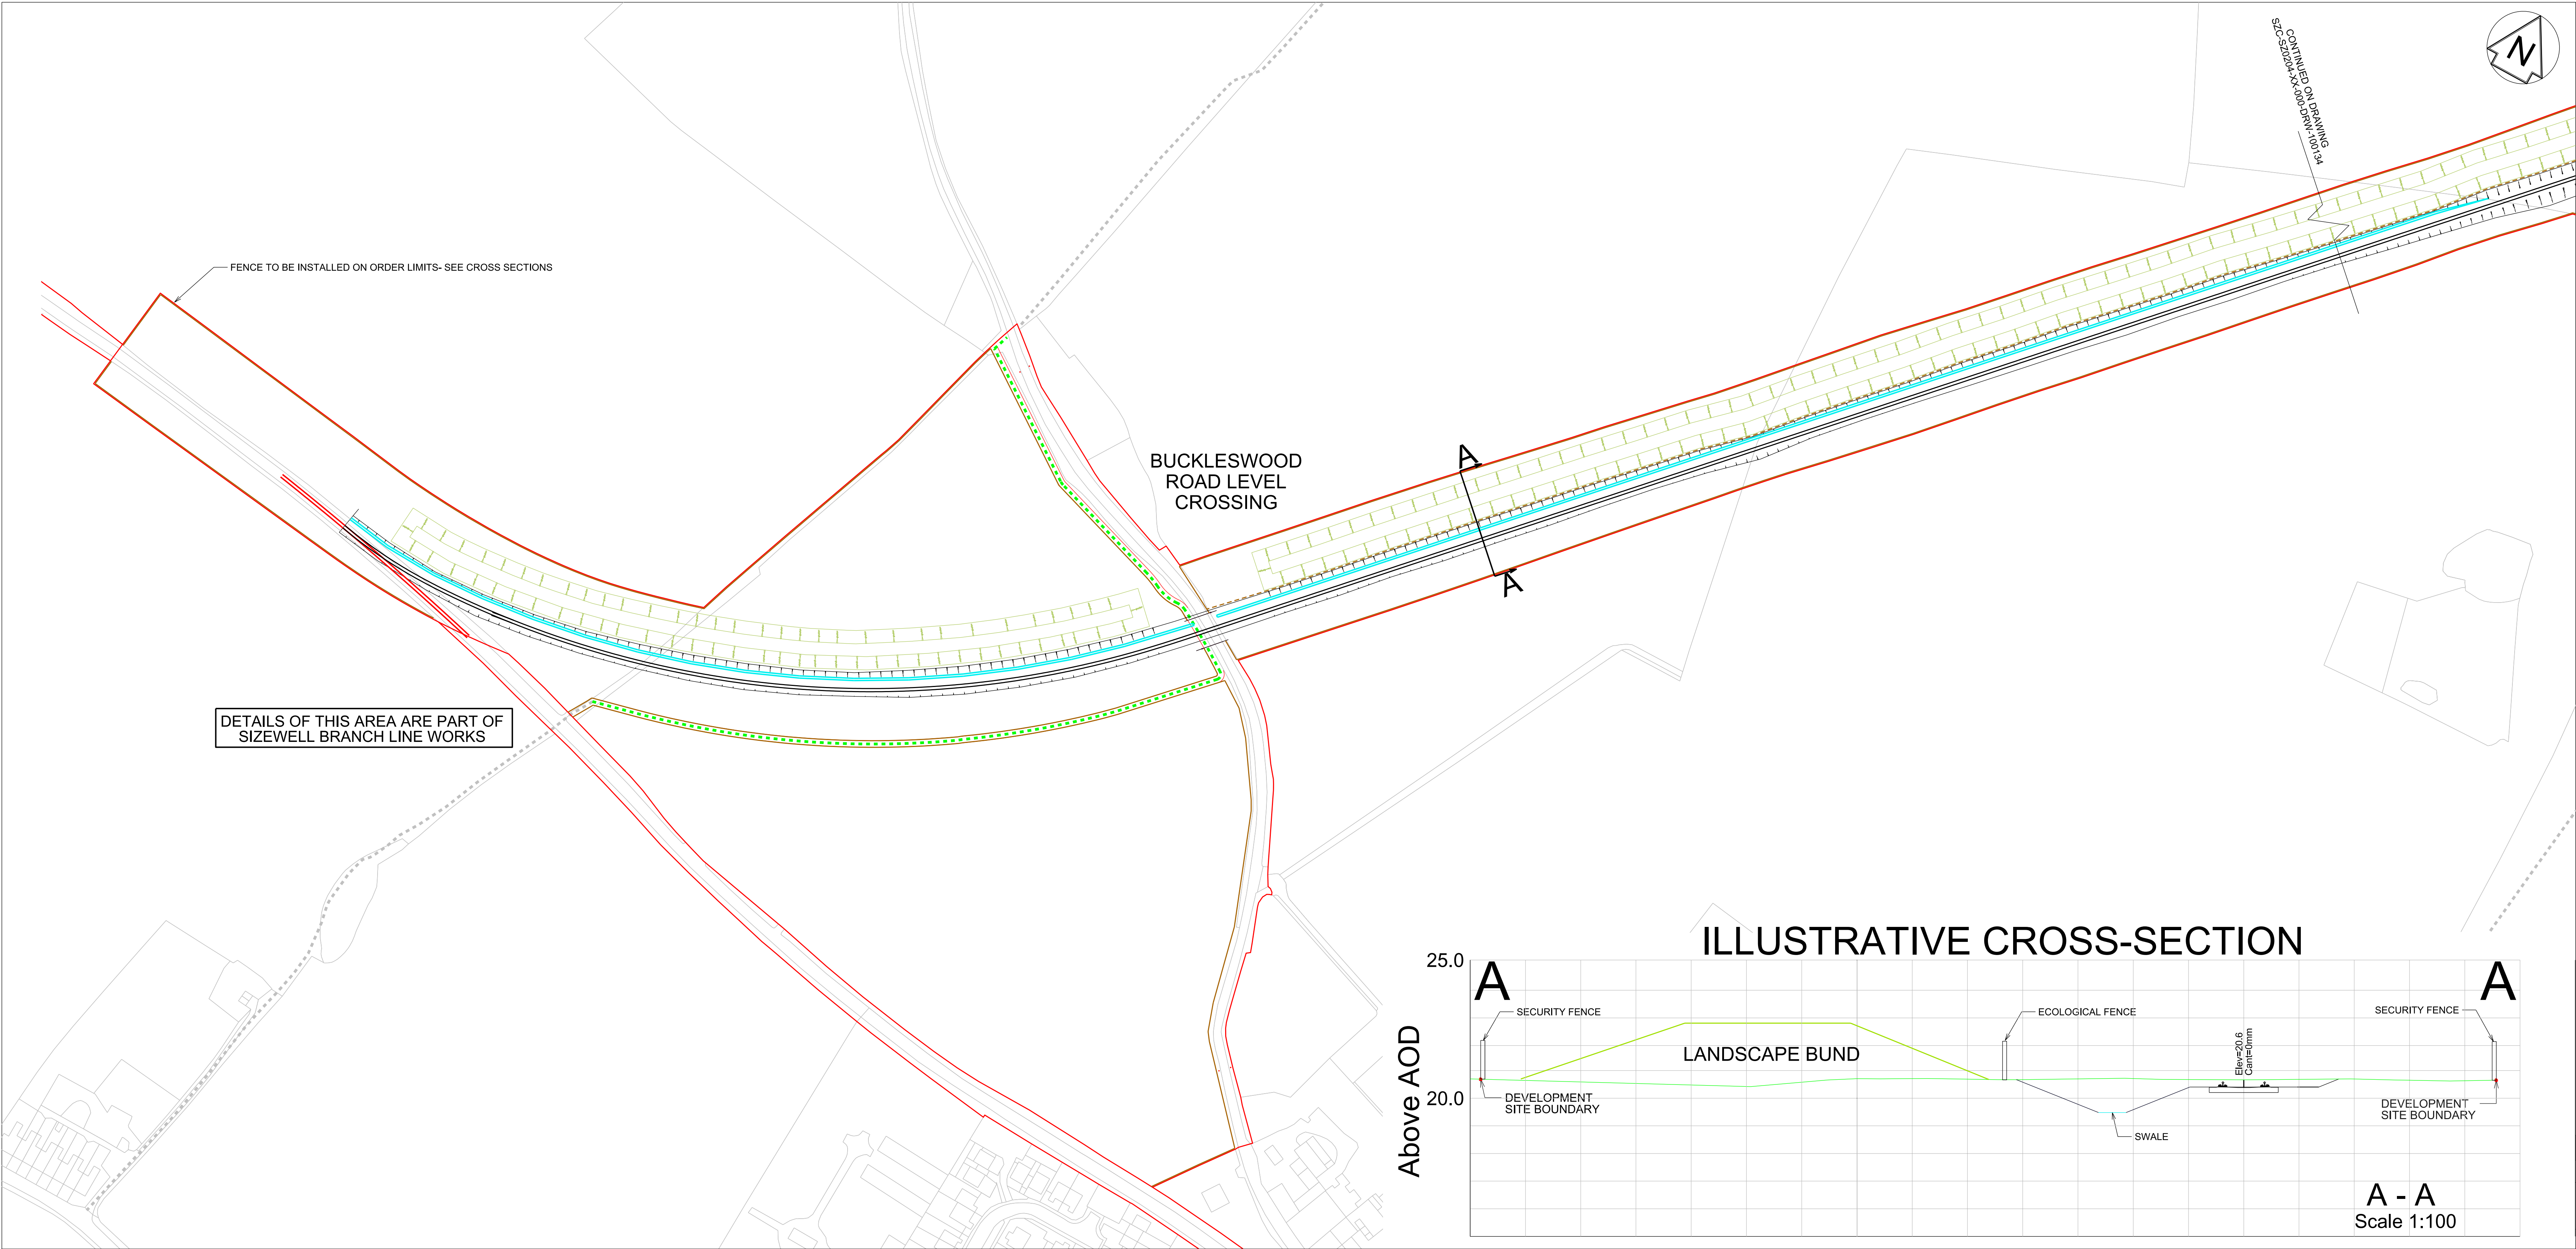 N
CONTINUED ON DRAWING
SZC-SZ0204-XX-000-DRW-100134
FENCE TO BE INSTALLED ON ORDER LIMITS- SEE CROSS SECTIONS
BUCKLESWOOD
ROAD LEVEL
CROSSING
A
A
DETAILS OF THIS AREA ARE PART OF
SIZEWELL BRANCH LINE WORKS
ILLUSTRATIVE CROSS-SECTION
25.0
A
A
SECURITY FENCE
ECOLOGICAL FENCE
SECURITY FENCE
Above AOD
LANDSCAPE BUND
Elev=20.6
Cant=0mm
20.0
DEVELOPMENT
SITE BOUNDARY
DEVELOPMENT
SITE BOUNDARY
SWALE
A - A
Scale 1:100